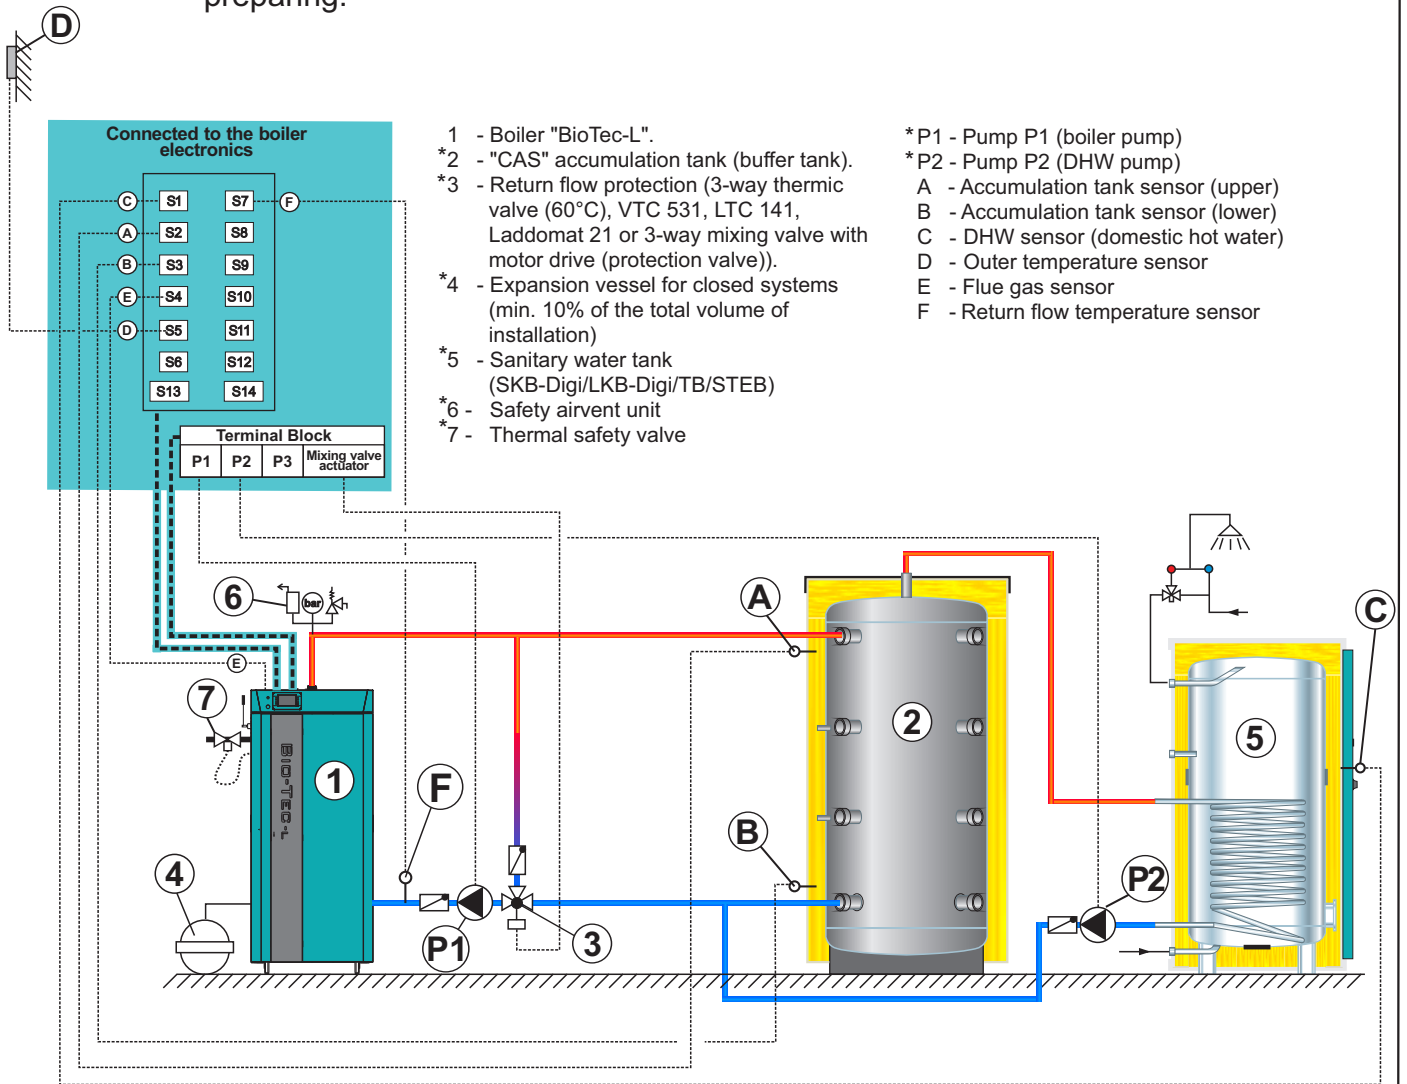 preparing.
D
Connected to the boiler
electronics
C S1 S7 F
A S2 S8
B S3 S9
E S4 S10
D S5 S11
S6 S12
S13 S14
Terminal Block
P1 P2 P3 Mixing valve
actuator
1 - Boiler "BioTec-L".
*2 - "CAS" accumulation tank (buffer tank).
*3 - Return flow protection (3-way thermic
valve (60°C), VTC 531, LTC 141,
Laddomat 21 or 3-way mixing valve with
motor drive (protection valve)).
*4 - Expansion vessel for closed systems
(min. 10% of the total volume of
installation)
*5 - Sanitary water tank
(SKB-Digi/LKB-Digi/TB/STEB)
*6 - Safety airvent unit
*7 - Thermal safety valve
*P1 - Pump P1 (boiler pump)
*P2 - Pump P2 (DHW pump)
A - Accumulation tank sensor (upper)
B - Accumulation tank sensor (lower)
C - DHW sensor (domestic hot water)
D - Outer temperature sensor
E - Flue gas sensor
F - Return flow temperature sensor
6
bar
A
C
E
7
2
5
BIO-TEC-L
1
F
B
4
P2
P1
3